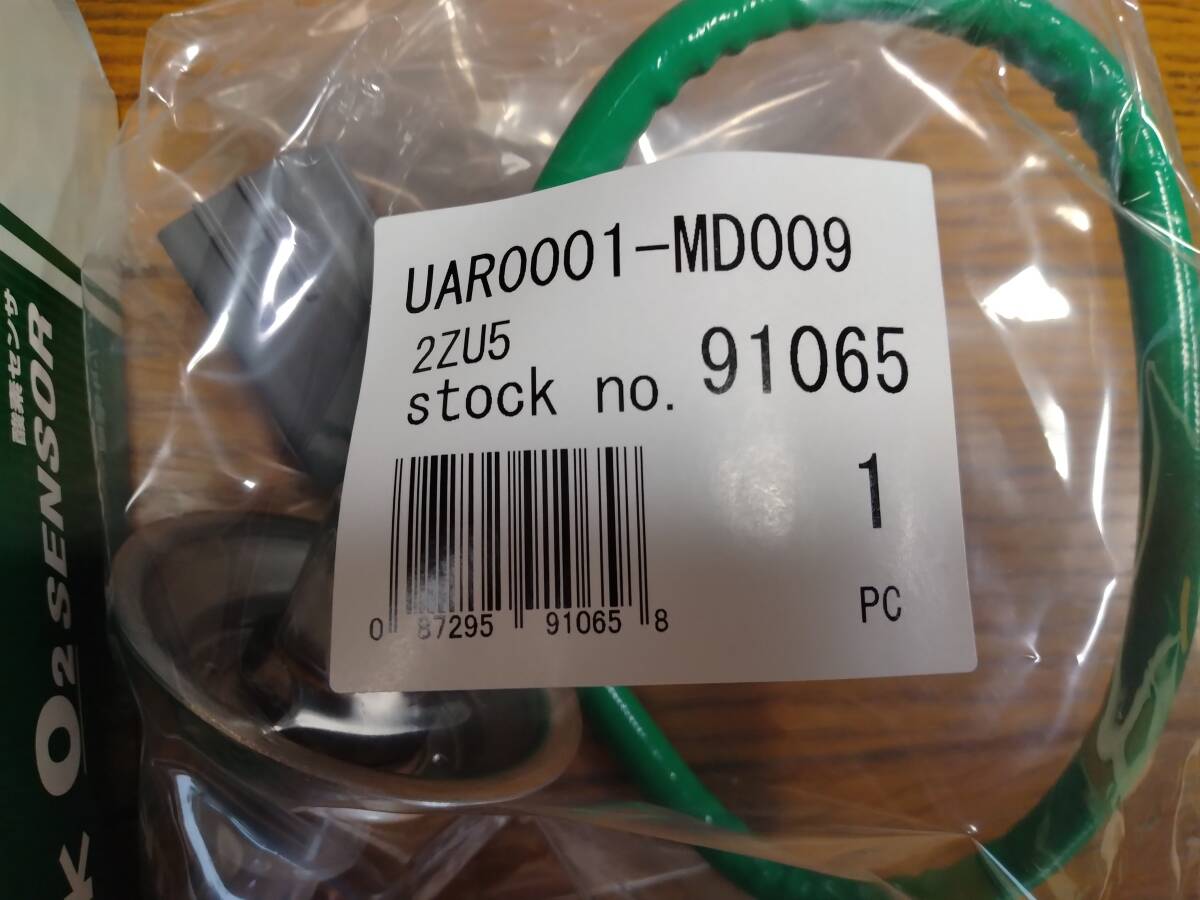 UAR0001-MD009
2ZU5
stock no. 91065
1
PC
0 87295 91065 8
酸素センサ
O2 SENSOR
K